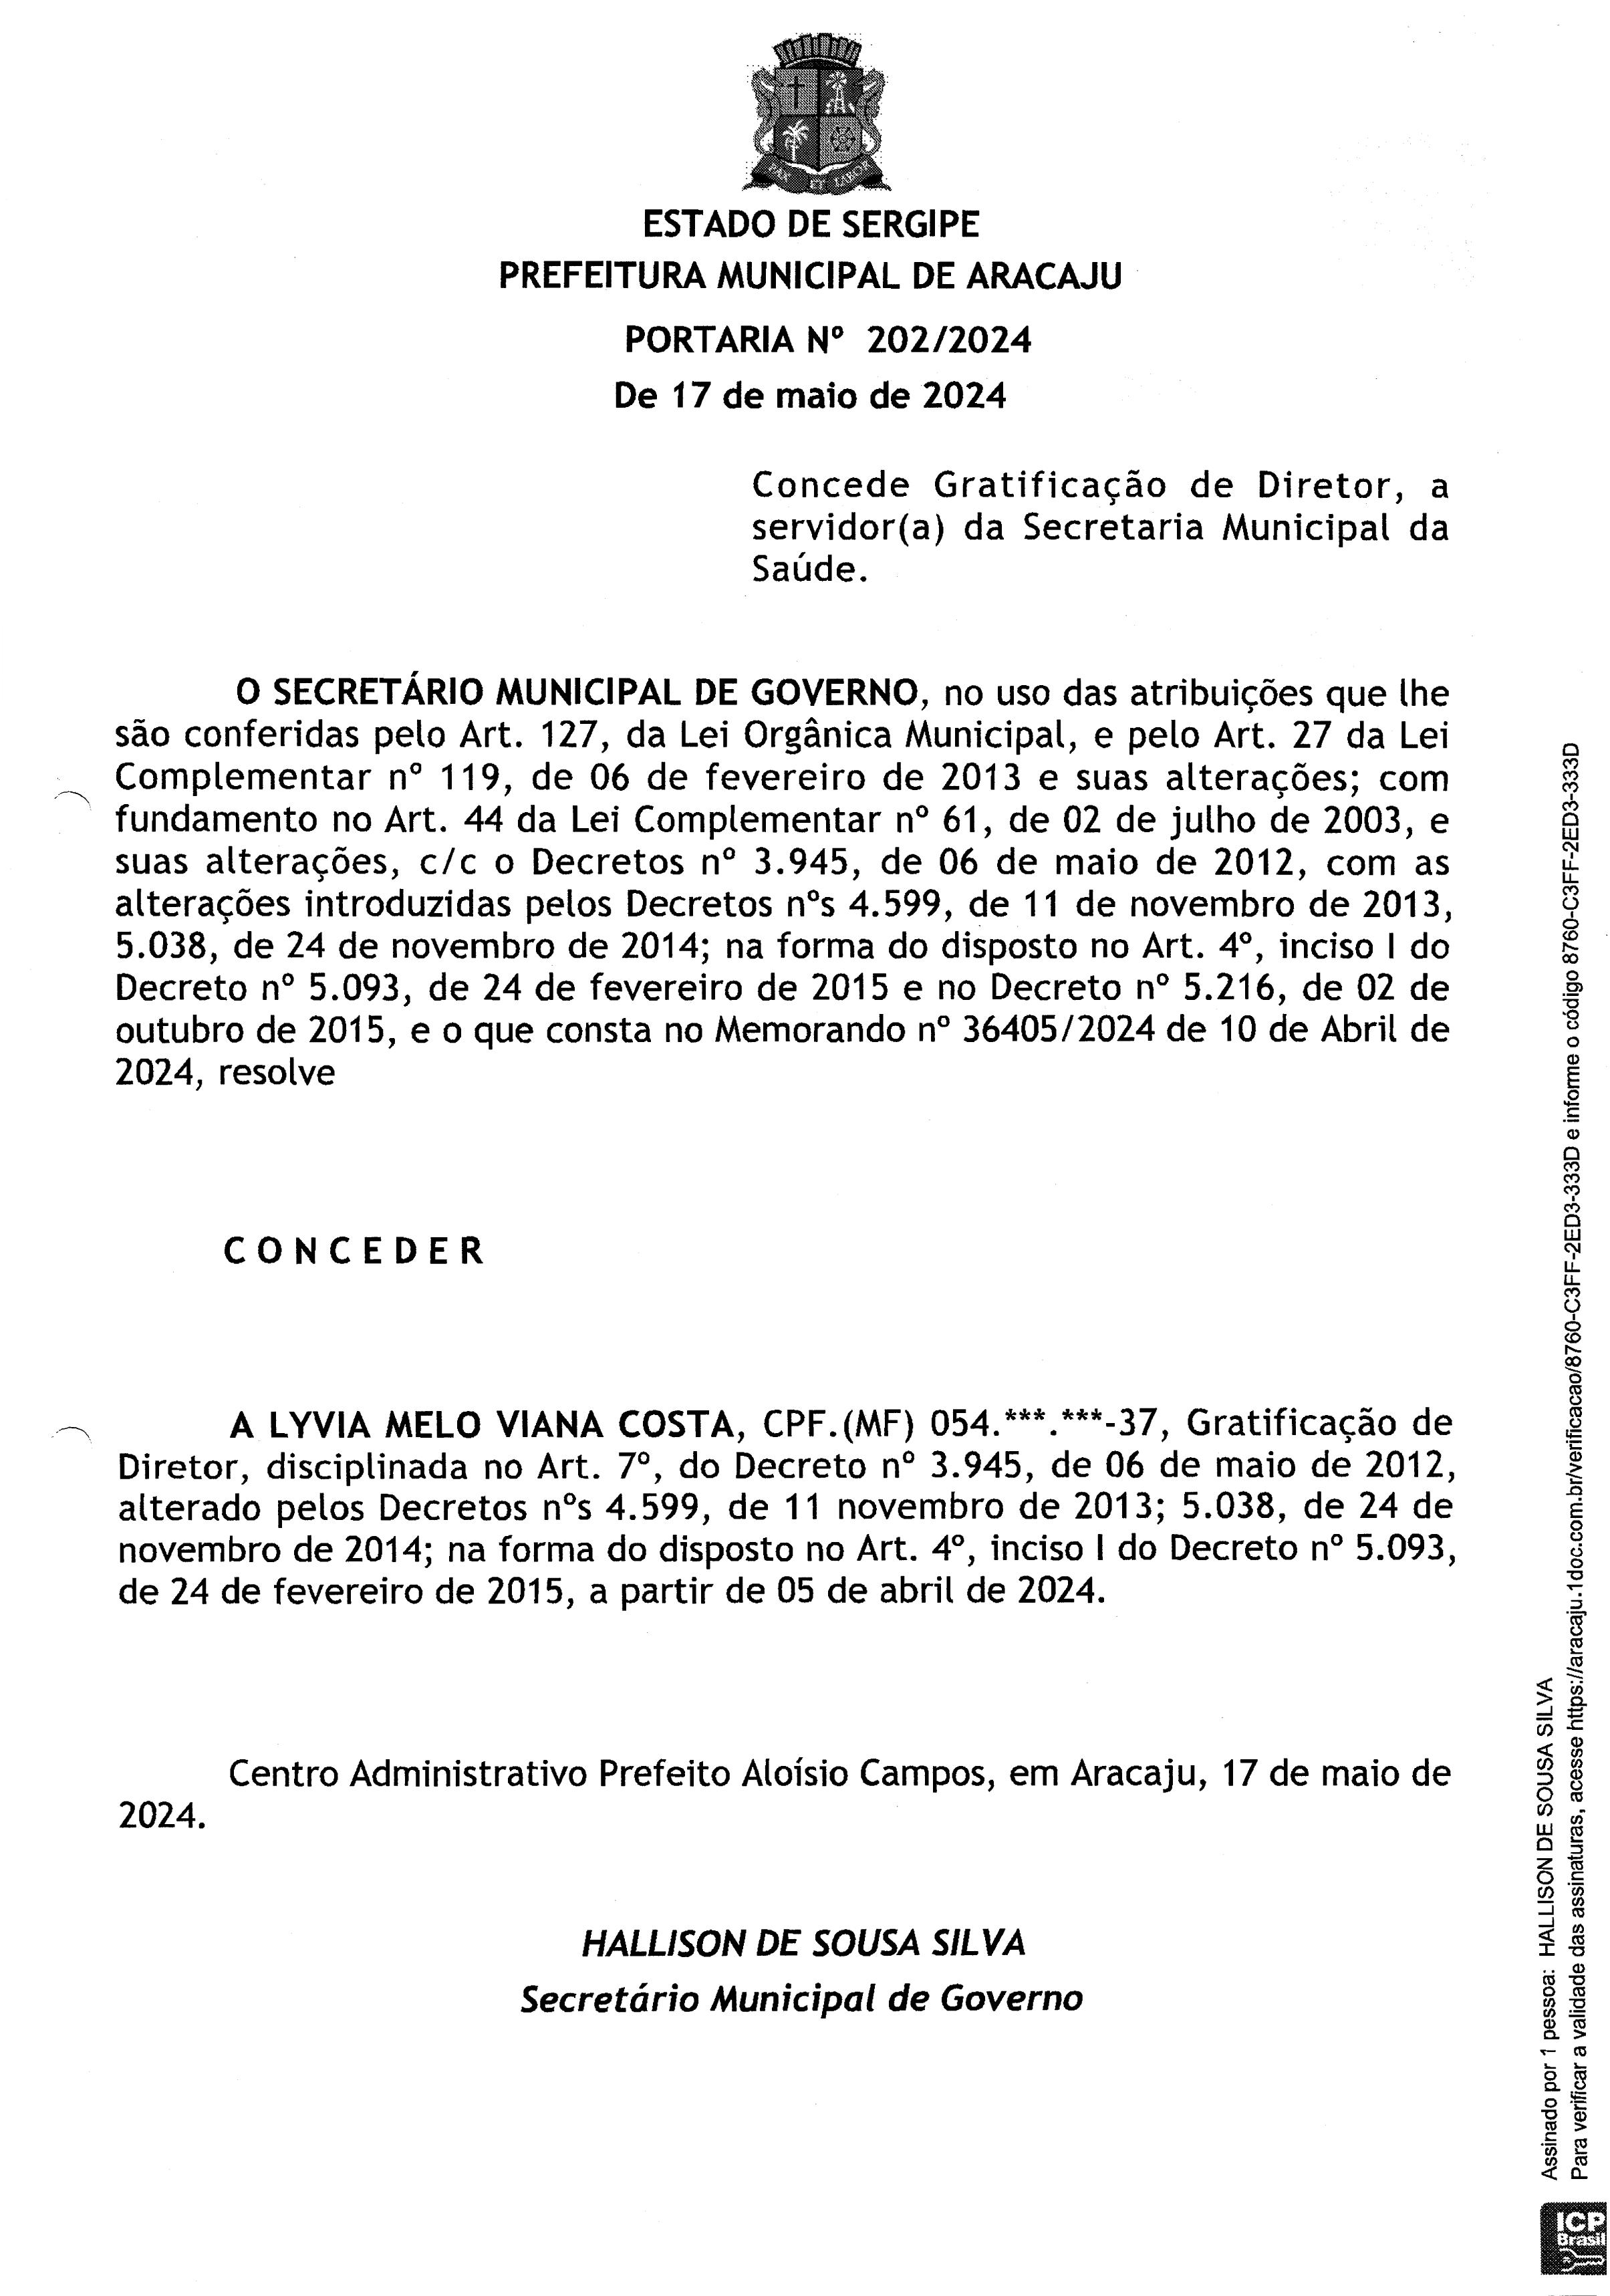 PAX ET LABOR
ESTADO DE SERGIPE
PREFEITURA MUNICIPAL DE ARACAJU
PORTARIA Nº 202/2024
De 17 de maio de 2024
Concede Gratificação de Diretor, a
servidor(a) da Secretaria Municipal da
Saúde.
O SECRETÁRIO MUNICIPAL DE GOVERNO, no uso das atribuições que lhe
são conferidas pelo Art. 127, da Lei Orgânica Municipal, e pelo Art. 27 da Lei
Complementar nº 119, de 06 de fevereiro de 2013 e suas alterações; com
fundamento no Art. 44 da Lei Complementar nº 61, de 02 de julho de 2003, e
suas alterações, c/c o Decretos nº 3.945, de 06 de maio de 2012, com as
alterações introduzidas pelos Decretos nºs 4.599, de 11 de novembro de 2013,
5.038, de 24 de novembro de 2014; na forma do disposto no Art. 4º, inciso I do
Decreto nº 5.093, de 24 de fevereiro de 2015 e no Decreto nº 5.216, de 02 de
outubro de 2015, e o que consta no Memorando nº 36405/2024 de 10 de Abril de
2024, resolve
C O N C E D E R
A LYVIA MELO VIANA COSTA, CPF.(MF) 054.***.***-37, Gratificação de
Diretor, disciplinada no Art. 7º, do Decreto nº 3.945, de 06 de maio de 2012,
alterado pelos Decretos nºs 4.599, de 11 novembro de 2013; 5.038, de 24 de
novembro de 2014; na forma do disposto no Art. 4º, inciso I do Decreto nº 5.093,
de 24 de fevereiro de 2015, a partir de 05 de abril de 2024.
Centro Administrativo Prefeito Aloísio Campos, em Aracaju, 17 de maio de
2024.
HALLISON DE SOUSA SILVA
Secretário Municipal de Governo
Assinado por 1 pessoa: HALLISON DE SOUSA SILVA
Para verificar a validade das assinaturas, acesse https://aracaju.1doc.com.br/verificacao/8760-C3FF-2ED3-333D e informe o código 8760-C3FF-2ED3-333D
ICP
Brasil